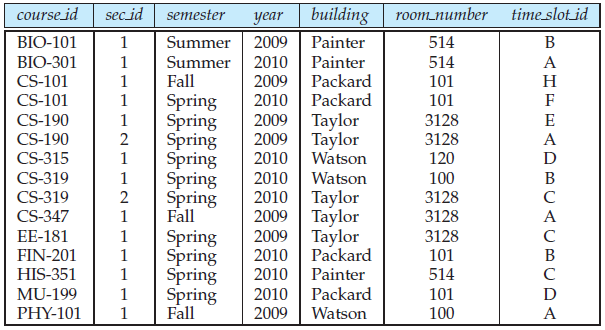 course_id sec_id semester year building room_number time_slot_id
BIO-101 1 Summer 2009 Painter 514 B
BIO-301 1 Summer 2010 Painter 514 A
CS-101 1 Fall 2009 Packard 101 H
CS-101 1 Spring 2010 Packard 101 F
CS-190 1 Spring 2009 Taylor 3128 E
CS-190 2 Spring 2009 Taylor 3128 A
CS-315 1 Spring 2010 Watson 120 D
CS-319 1 Spring 2010 Watson 100 B
CS-319 2 Spring 2010 Taylor 3128 C
CS-347 1 Fall 2009 Taylor 3128 A
EE-181 1 Spring 2009 Taylor 3128 C
FIN-201 1 Spring 2010 Packard 101 B
HIS-351 1 Spring 2010 Painter 514 C
MU-199 1 Spring 2010 Packard 101 D
PHY-101 1 Fall 2009 Watson 100 A